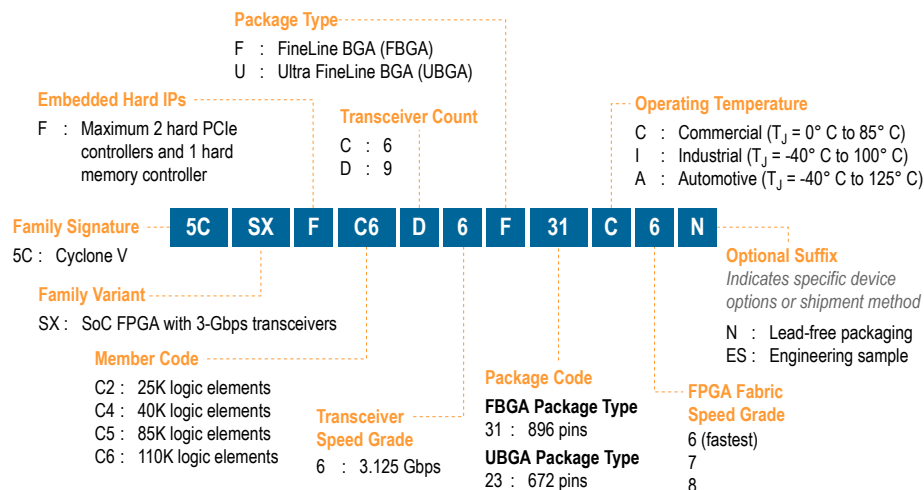 Package Type
F : FineLine BGA (FBGA)
U : Ultra FineLine BGA (UBGA)
Embedded Hard IPs
F : Maximum 2 hard PCIe
controllers and 1 hard
memory controller
Transceiver Count
C : 6
D : 9
Operating Temperature
C : Commercial (TJ = 0° C to 85° C)
I : Industrial (TJ = -40° C to 100° C)
A : Automotive (TJ = -40° C to 125° C)
Family Signature
5C : Cyclone V
5C SX F C6 D 6 F 31 C 6 N
Family Variant
SX : SoC FPGA with 3-Gbps transceivers
Optional Suffix
Indicates specific device
options or shipment method
N : Lead-free packaging
ES : Engineering sample
Member Code
C2 : 25K logic elements
C4 : 40K logic elements
C5 : 85K logic elements
C6 : 110K logic elements
Transceiver
Speed Grade
6 : 3.125 Gbps
Package Code
FBGA Package Type
31 : 896 pins
UBGA Package Type
23 : 672 pins
FPGA Fabric
Speed Grade
6 (fastest)
7
8